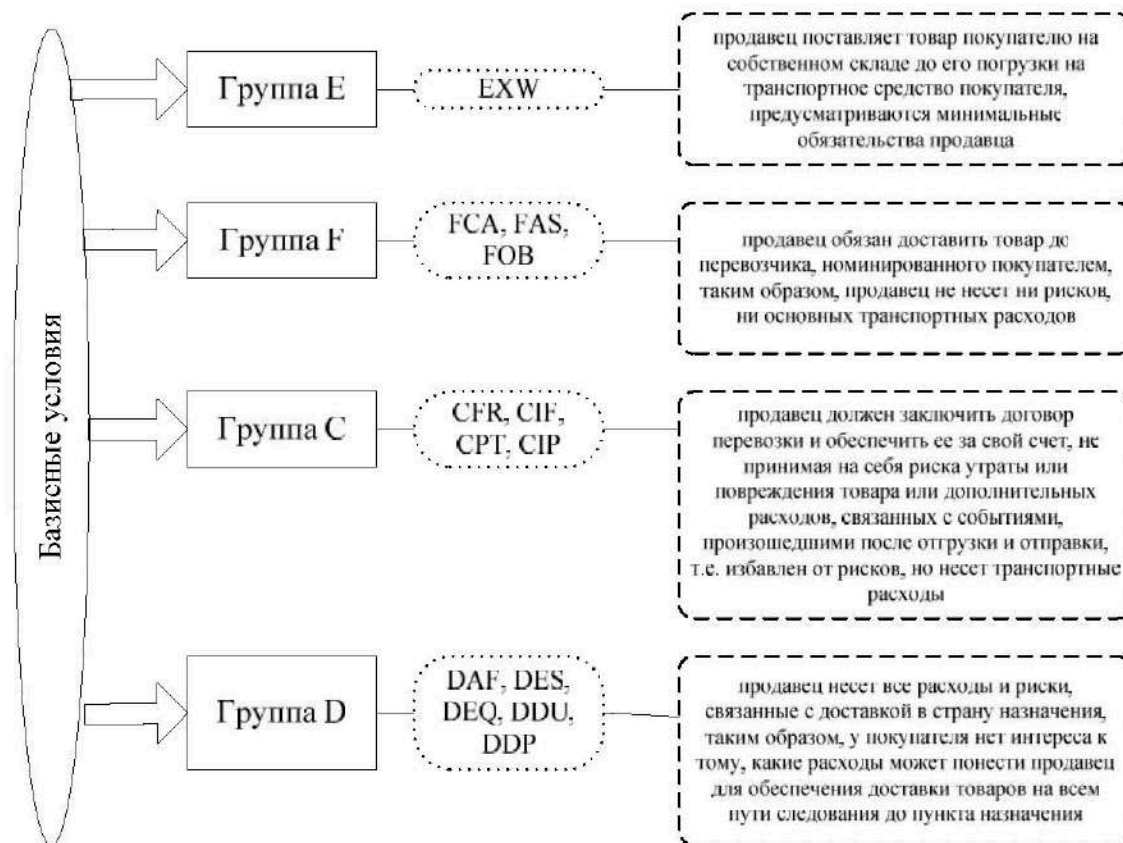 Базисные условия
Группа E
EXW
продавец поставляет товар покупателю на
собственном складе до его погрузки на
транспортное средство покупателя,
предусматриваются минимальные
обязательства продавца
Группа F
FCA, FAS,
FOB
продавец обязан доставить товар до
перевозчика, номинированного покупателем,
таким образом, продавец не несет ни рисков,
ни основных транспортных расходов
Группа C
CFR, CIF,
CPT, CIP
продавец должен заключить договор
перевозки и обеспечить ее за свой счет, не
принимая на себя риска утраты или
повреждения товара или дополнительных
расходов, связанных с событиями,
произошедшими после отгрузки и отправки,
т.е. избавлен от рисков, но несет транспортные
расходы
Группа D
DAF, DES,
DEQ, DDU,
DDP
продавец несет все расходы и риски,
связанные с доставкой в страну назначения,
таким образом, у покупателя нет интереса к
тому, какие расходы может понести продавец
для обеспечения доставки товаров на всем
пути следования до пункта назначения